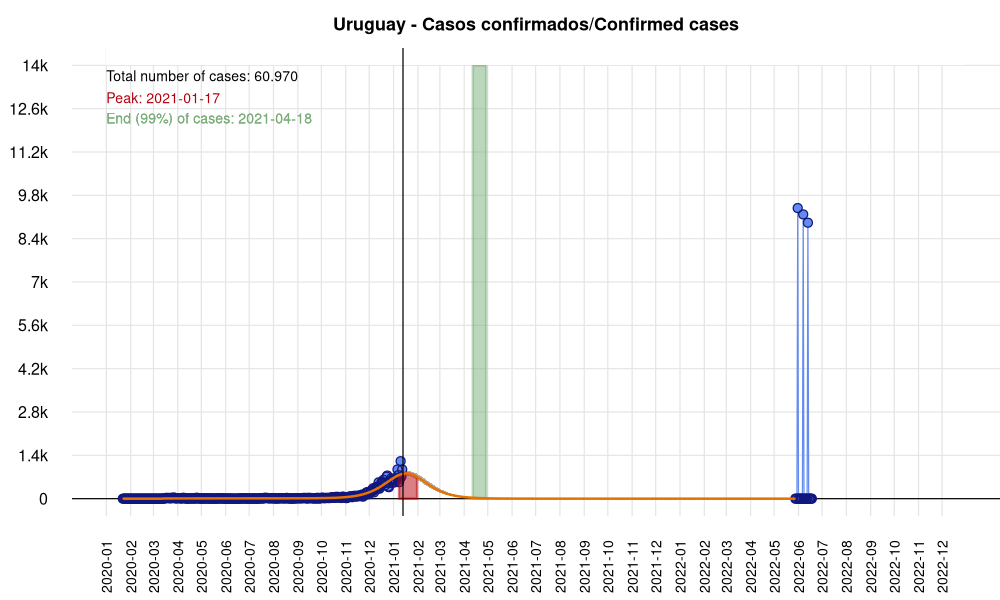 Uruguay - Casos confirmados/Confirmed cases
Total number of cases: 60.970
Peak: 2021-01-17
End (99%) of cases: 2021-04-18
14k
12.6k
11.2k
9.8k
8.4k
7k
5.6k
4.2k
2.8k
1.4k
0
2020-01
2020-02
2020-03
2020-04
2020-05
2020-06
2020-07
2020-08
2020-09
2020-10
2020-11
2020-12
2021-01
2021-02
2021-03
2021-04
2021-05
2021-06
2021-07
2021-08
2021-09
2021-10
2021-11
2021-12
2022-01
2022-02
2022-03
2022-04
2022-05
2022-06
2022-07
2022-08
2022-09
2022-10
2022-11
2022-12